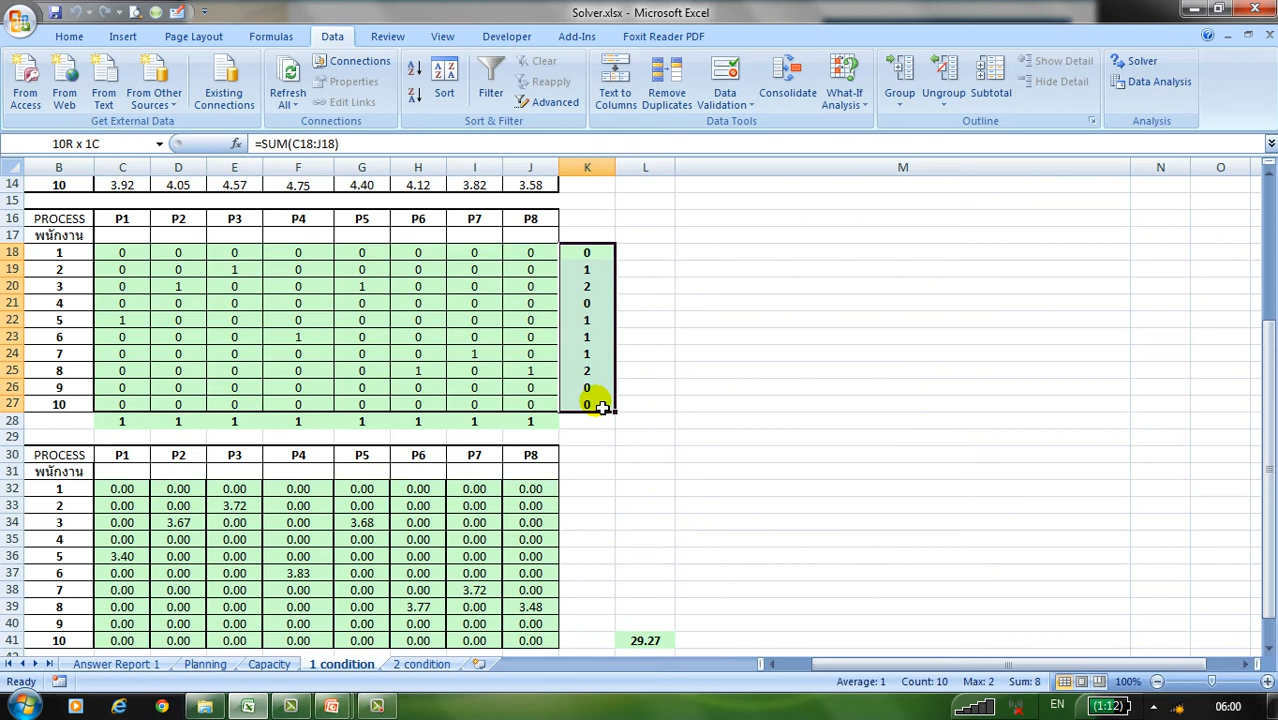 Solver.xlsx - Microsoft Excel
Home Insert Page Layout Formulas Data Review View Developer Add-Ins Foxit Reader PDF
From Access From Web From Text From Other Sources Existing Connections Refresh All Connections Properties Edit Links Sort Filter Clear Reapply Advanced Text to Columns Remove Duplicates Data Validation Consolidate What-If Analysis Group Ungroup Subtotal Show Detail Hide Detail Solver Data Analysis
Get External Data Connections Sort & Filter Data Tools Outline Analysis
10R x 1C fx =SUM(C18:J18)
B C D E F G H I J K L M N O
14 10 3.92 4.05 4.57 4.75 4.40 4.12 3.82 3.58
15
16 PROCESS P1 P2 P3 P4 P5 P6 P7 P8
17 พนักงาน
18 1 0 0 0 0 0 0 0 0 0
19 2 0 0 1 0 0 0 0 0 1
20 3 0 1 0 0 1 0 0 0 2
21 4 0 0 0 0 0 0 0 0 0
22 5 1 0 0 0 0 0 0 0 1
23 6 0 0 0 1 0 0 0 0 1
24 7 0 0 0 0 0 0 1 0 1
25 8 0 0 0 0 0 1 0 1 2
26 9 0 0 0 0 0 0 0 0 0
27 10 0 0 0 0 0 0 0 0 0
28 1 1 1 1 1 1 1 1
29
30 PROCESS P1 P2 P3 P4 P5 P6 P7 P8
31 พนักงาน
32 1 0.00 0.00 0.00 0.00 0.00 0.00 0.00 0.00
33 2 0.00 0.00 3.72 0.00 0.00 0.00 0.00 0.00
34 3 0.00 3.67 0.00 0.00 3.68 0.00 0.00 0.00
35 4 0.00 0.00 0.00 0.00 0.00 0.00 0.00 0.00
36 5 3.40 0.00 0.00 0.00 0.00 0.00 0.00 0.00
37 6 0.00 0.00 0.00 3.83 0.00 0.00 0.00 0.00
38 7 0.00 0.00 0.00 0.00 0.00 0.00 3.72 0.00
39 8 0.00 0.00 0.00 0.00 0.00 3.77 0.00 3.48
40 9 0.00 0.00 0.00 0.00 0.00 0.00 0.00 0.00
41 10 0.00 0.00 0.00 0.00 0.00 0.00 0.00 0.00 29.27
Answer Report 1 Planning Capacity 1 condition 2 condition
Ready Average: 1 Count: 10 Max: 2 Sum: 8 100%
EN (1:12) 06:00